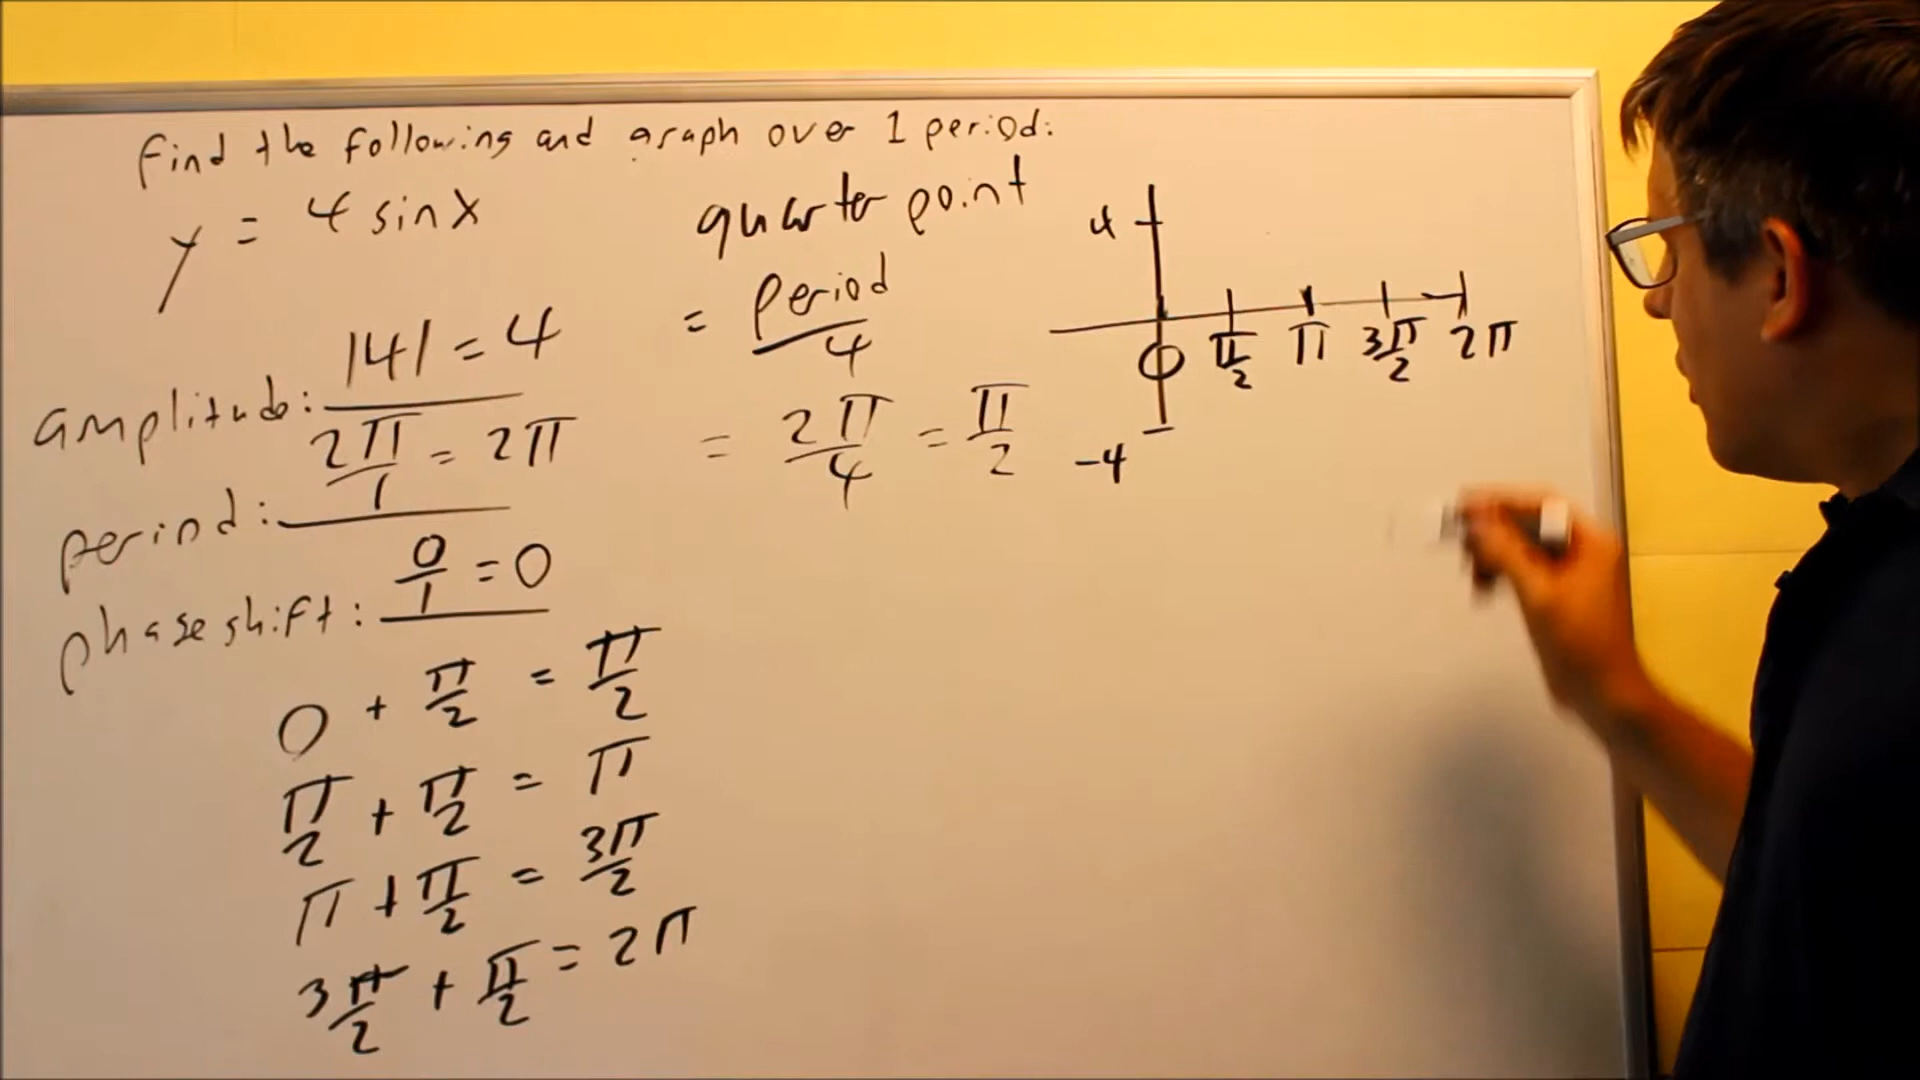 Find the following and graph over 1 period:
y = 4 sin x
amplitude: |4| = 4
period: 2π/1 = 2π
phase shift: 0/1 = 0
0 + π/2 = π/2
π/2 + π/2 = π
π + π/2 = 3π/2
3π/2 + π/2 = 2π
quarter point
= period/4
= 2π/4 = π/2
4
0 π/2 π 3π/2 2π
-4